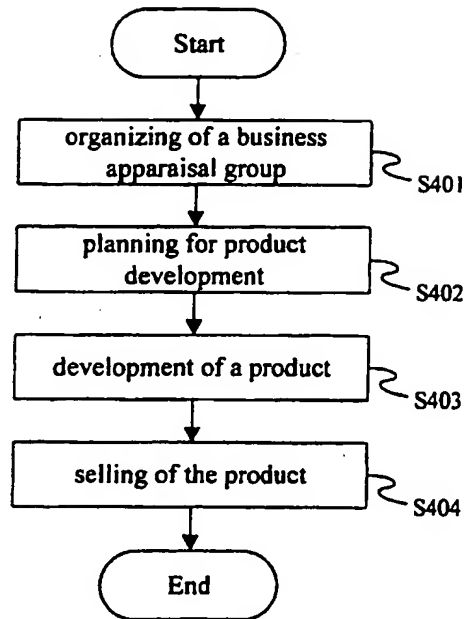 Start
organizing of a business
appraisal group
S401
planning for product
development
S402
development of a product
S403
selling of the product
S404
End